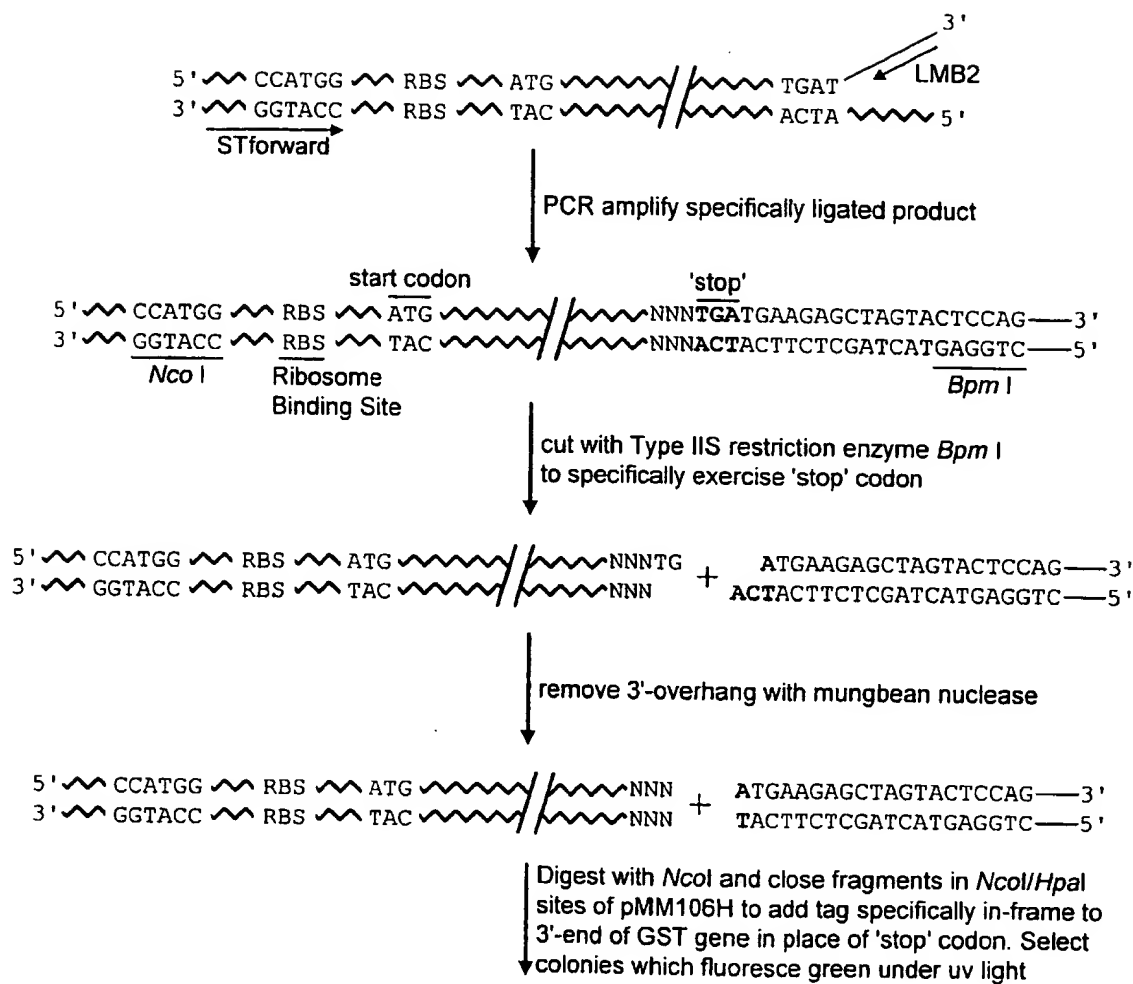 3'
5' CCATGG RBS ATG TGAT LMB2
3' GGTACC RBS TAC ACTA 5'
STforward
PCR amplify specifically ligated product
start codon 'stop'
5' CCATGG RBS ATG NNNTGATGAAGAGCTAGTACTCCAG 3'
3' GGTACC RBS TAC NNNACTACTTCTCGATCATGAGGTC 5'
Nco I Ribosome Bpm I
Binding Site
cut with Type IIS restriction enzyme Bpm I
to specifically exercise 'stop' codon
5' CCATGG RBS ATG NNNTG + ATGAAGAGCTAGTACTCCAG 3'
3' GGTACC RBS TAC NNN ACTACTTCTCGATCATGAGGTC 5'
remove 3'-overhang with mungbean nuclease
5' CCATGG RBS ATG NNN + ATGAAGAGCTAGTACTCCAG 3'
3' GGTACC RBS TAC NNN TACTTCTCGATCATGAGGTC 5'
Digest with NcoI and close fragments in NcoI/HpaI
sites of pMM106H to add tag specifically in-frame to
3'-end of GST gene in place of 'stop' codon. Select
colonies which fluoresce green under uv light